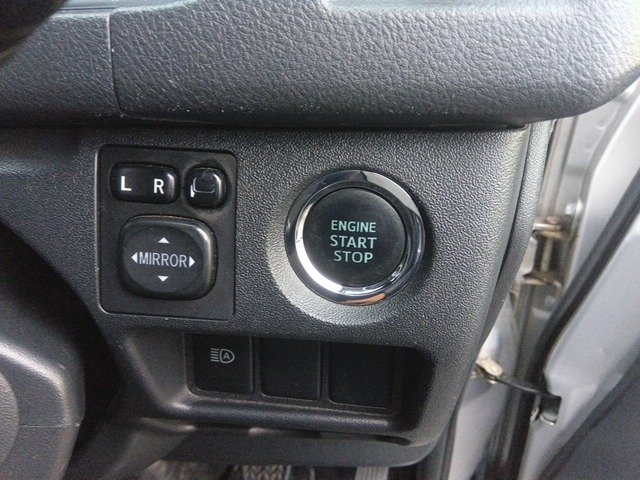 L R
MIRROR
ENGINE
START
STOP
A